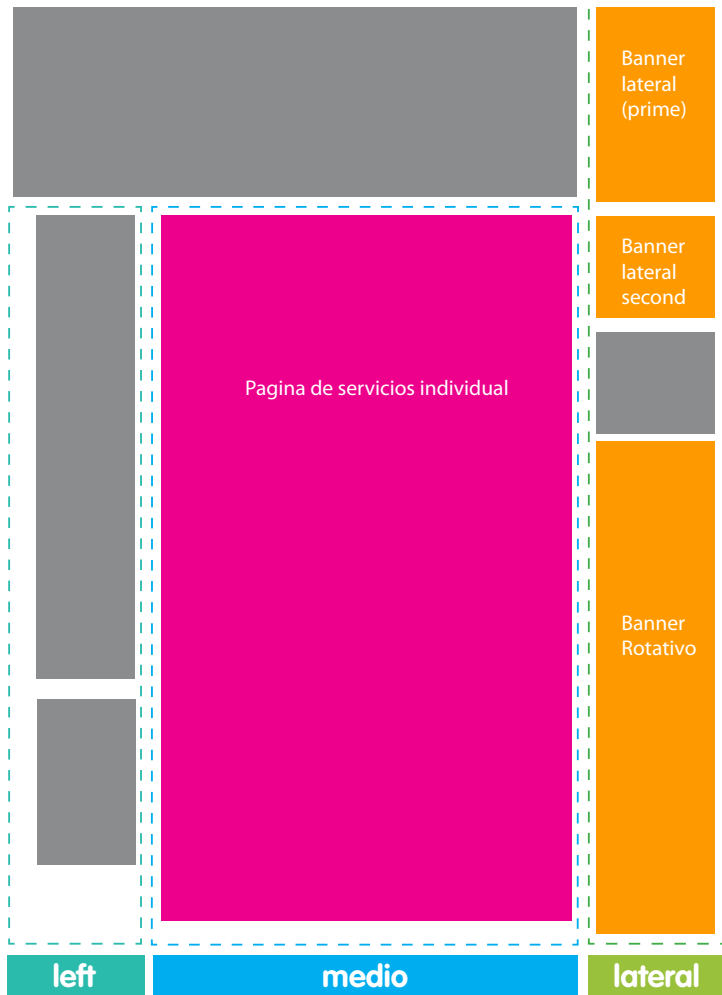 Banner
lateral
(prime)
Banner
lateral
second
Pagina de servicios individual
Banner
Rotativo
left
medio
lateral